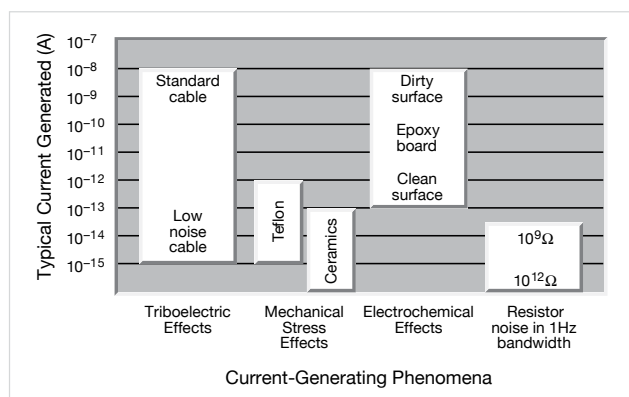 Typical Current Generated (A)
10⁻⁷
10⁻⁸
10⁻⁹
10⁻¹⁰
10⁻¹¹
10⁻¹²
10⁻¹³
10⁻¹⁴
10⁻¹⁵
Standard
cable
Low
noise
cable
Teflon
Ceramics
Dirty
surface
Epoxy
board
Clean
surface
10⁹Ω
10¹²Ω
Triboelectric
Effects
Mechanical
Stress
Effects
Electrochemical
Effects
Resistor
noise in 1Hz
bandwidth
Current-Generating Phenomena